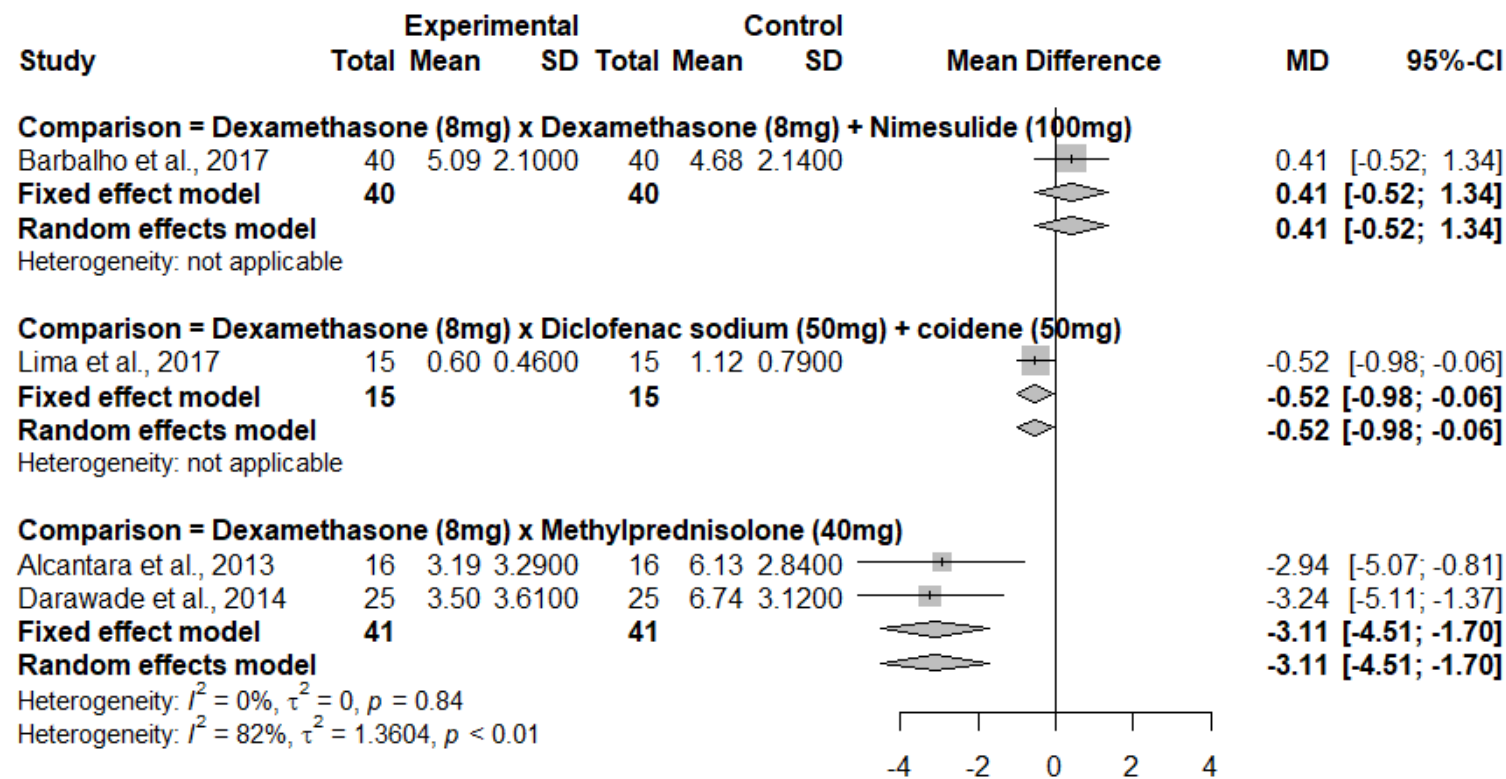 Experimental Control
Study Total Mean SD Total Mean SD Mean Difference MD 95%-CI
Comparison = Dexamethasone (8mg) x Dexamethasone (8mg) + Nimesulide (100mg)
Barbalho et al., 2017 40 5.09 2.1000 40 4.68 2.1400 0.41 [-0.52; 1.34]
Fixed effect model 40 40 0.41 [-0.52; 1.34]
Random effects model 0.41 [-0.52; 1.34]
Heterogeneity: not applicable
Comparison = Dexamethasone (8mg) x Diclofenac sodium (50mg) + coidene (50mg)
Lima et al., 2017 15 0.60 0.4600 15 1.12 0.7900 -0.52 [-0.98; -0.06]
Fixed effect model 15 15 -0.52 [-0.98; -0.06]
Random effects model -0.52 [-0.98; -0.06]
Heterogeneity: not applicable
Comparison = Dexamethasone (8mg) x Methylprednisolone (40mg)
Alcantara et al., 2013 16 3.19 3.2900 16 6.13 2.8400 -2.94 [-5.07; -0.81]
Darawade et al., 2014 25 3.50 3.6100 25 6.74 3.1200 -3.24 [-5.11; -1.37]
Fixed effect model 41 41 -3.11 [-4.51; -1.70]
Random effects model -3.11 [-4.51; -1.70]
Heterogeneity: I² = 0%, τ² = 0, p = 0.84
Heterogeneity: I² = 82%, τ² = 1.3604, p < 0.01
-4 -2 0 2 4